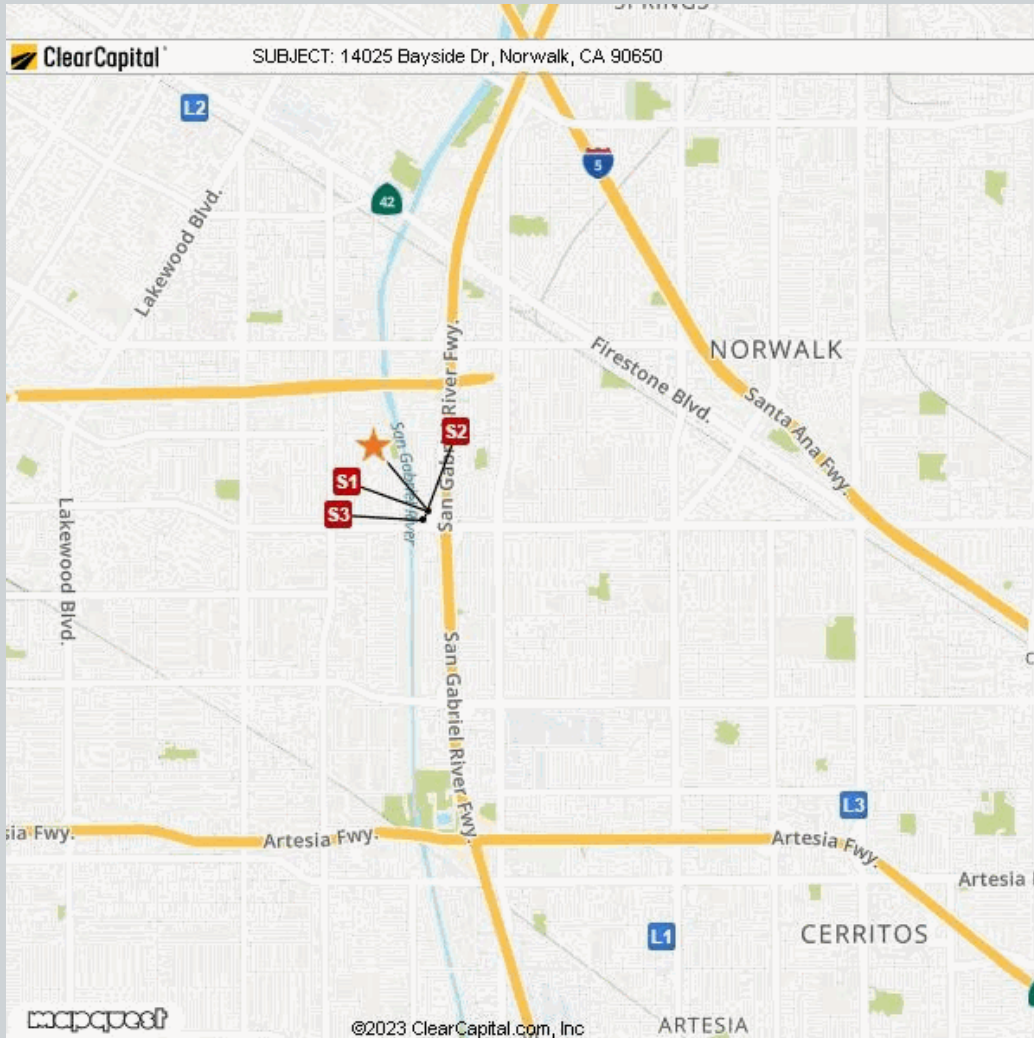 SPRINGS
ClearCapital
SUBJECT: 14025 Bayside Dr, Norwalk, CA 90650
L2
5
42
Lakewood Blvd.
NORWALK
Firestone Blvd.
San Gabriel River Fwy.
Santa Ana Fwy.
S2
San Gabriel River
S1
S3
Lakewood Blvd.
San Gabriel River Fwy.
L3
sia Fwy.
Artesia Fwy.
Artesia Fwy.
Artesia
L1
CERRITOS
mapquest
©2023 ClearCapital.com, Inc
ARTESIA